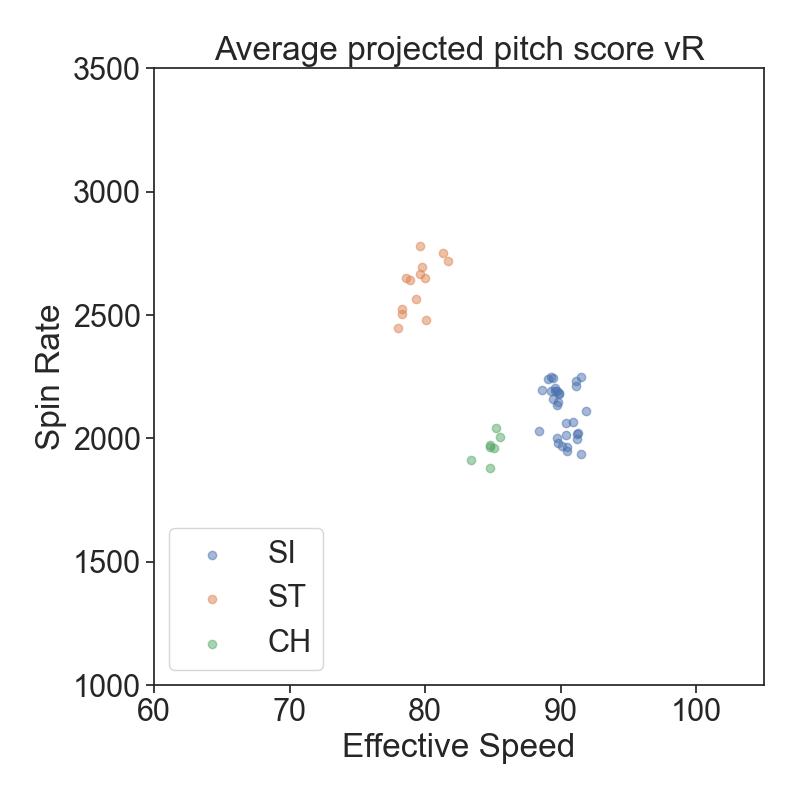 Average projected pitch score vR
3500
3000
2500
2000
1500
1000
Spin Rate
SI
ST
CH
60 70 80 90 100
Effective Speed